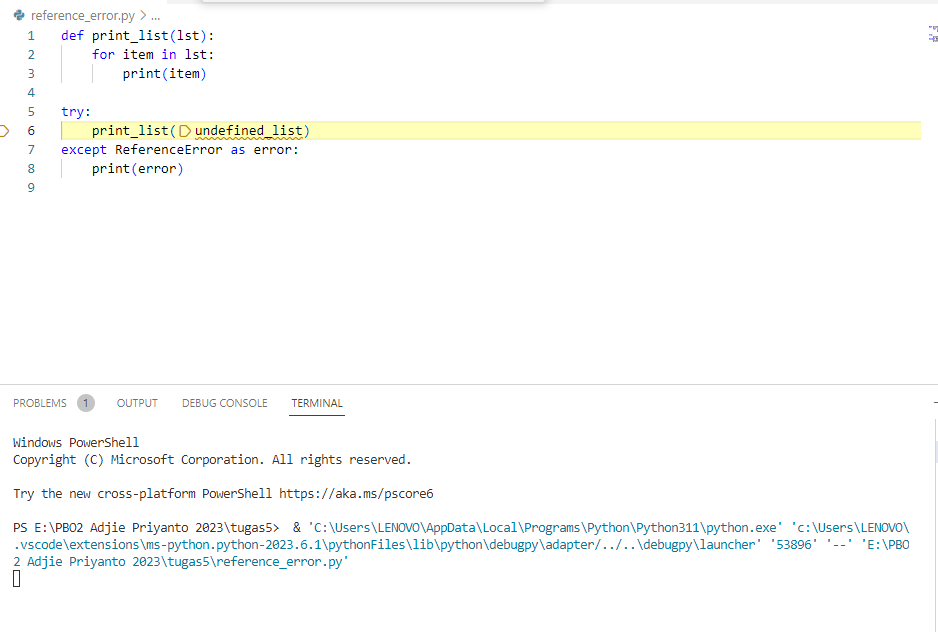 reference_error.py > ...
1 def print_list(lst):
2     for item in lst:
3         print(item)
4
5 try:
6     print_list(undefined_list)
7 except ReferenceError as error:
8     print(error)
9
PROBLEMS 1 OUTPUT DEBUG CONSOLE TERMINAL
Windows PowerShell
Copyright (C) Microsoft Corporation. All rights reserved.
Try the new cross-platform PowerShell https://aka.ms/pscore6
PS E:\PBO2 Adjie Priyanto 2023\tugas5>  & 'C:\Users\LENOVO\AppData\Local\Programs\Python\Python311\python.exe' 'c:\Users\LENOVO\
.vscode\extensions\ms-python.python-2023.6.1\pythonFiles\lib\python\debugpy\adapter/../..\debugpy\launcher' '53896' '--' 'E:\PBO
2 Adjie Priyanto 2023\tugas5\reference_error.py'